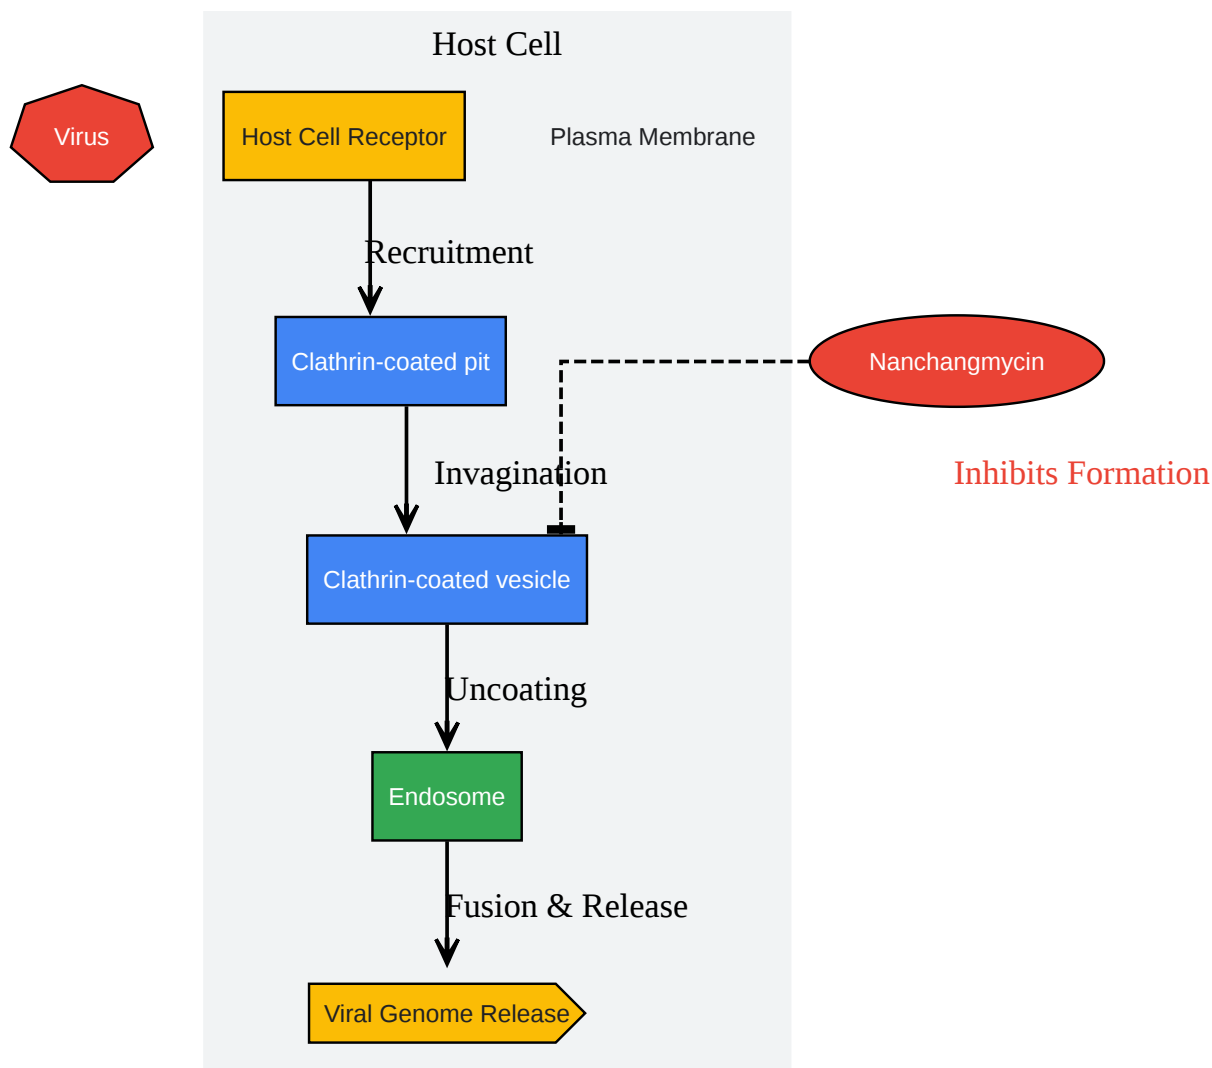 Host Cell
Virus
Host Cell Receptor
Plasma Membrane
Recruitment
Clathrin-coated pit
Nanchangmycin
Invagination
Inhibits Formation
Clathrin-coated vesicle
Uncoating
Endosome
Fusion & Release
Viral Genome Release